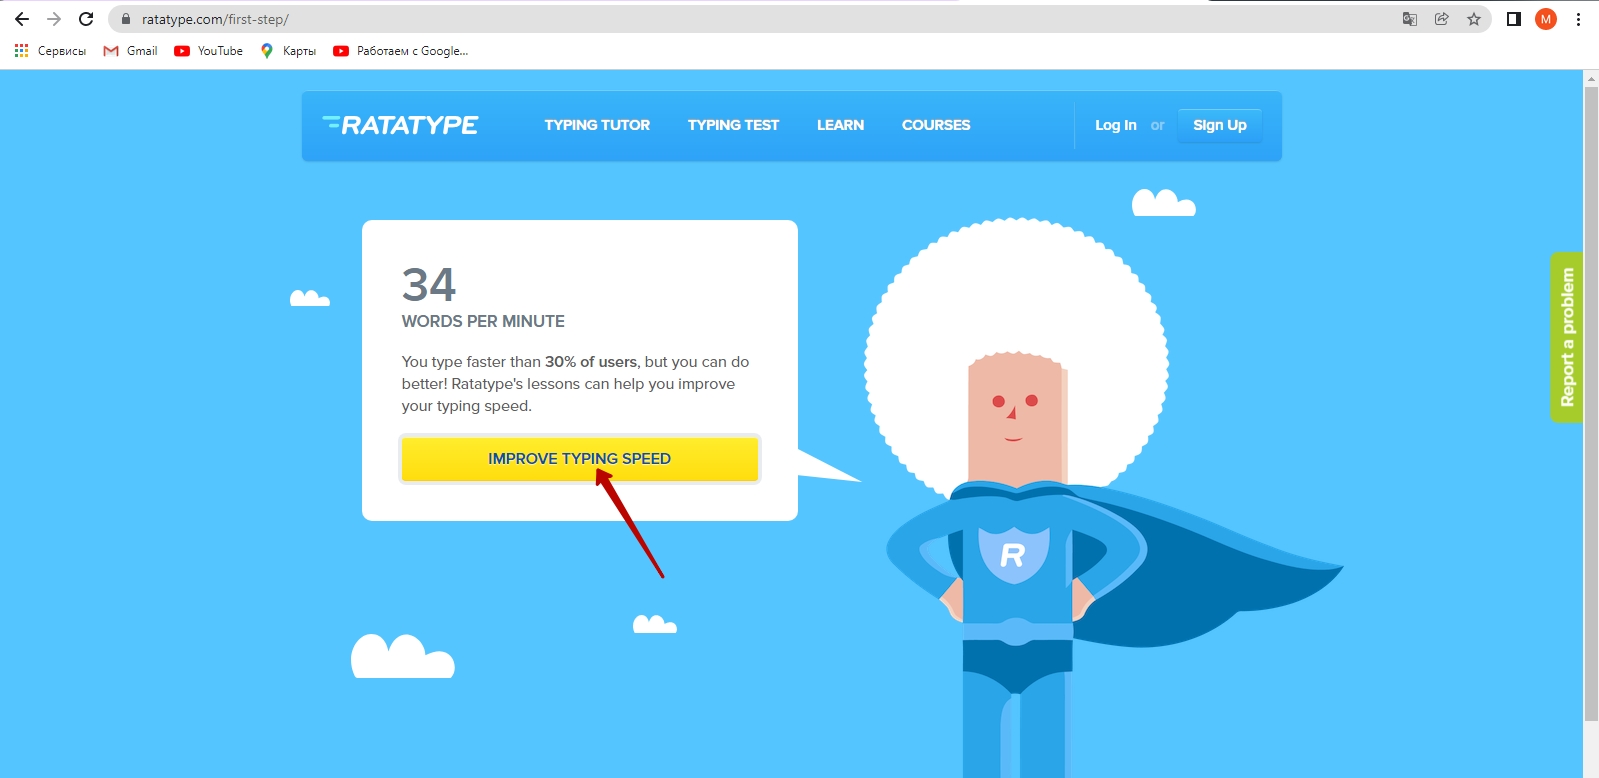 ratatype.com/first-step/
M
Сервисы Gmail YouTube Карты Работаем с Google...
RATATYPE TYPING TUTOR TYPING TEST LEARN COURSES Log In or Sign Up
34
WORDS PER MINUTE
You type faster than 30% of users, but you can do
better! Ratatype's lessons can help you improve
your typing speed.
IMPROVE TYPING SPEED
R
Report a problem